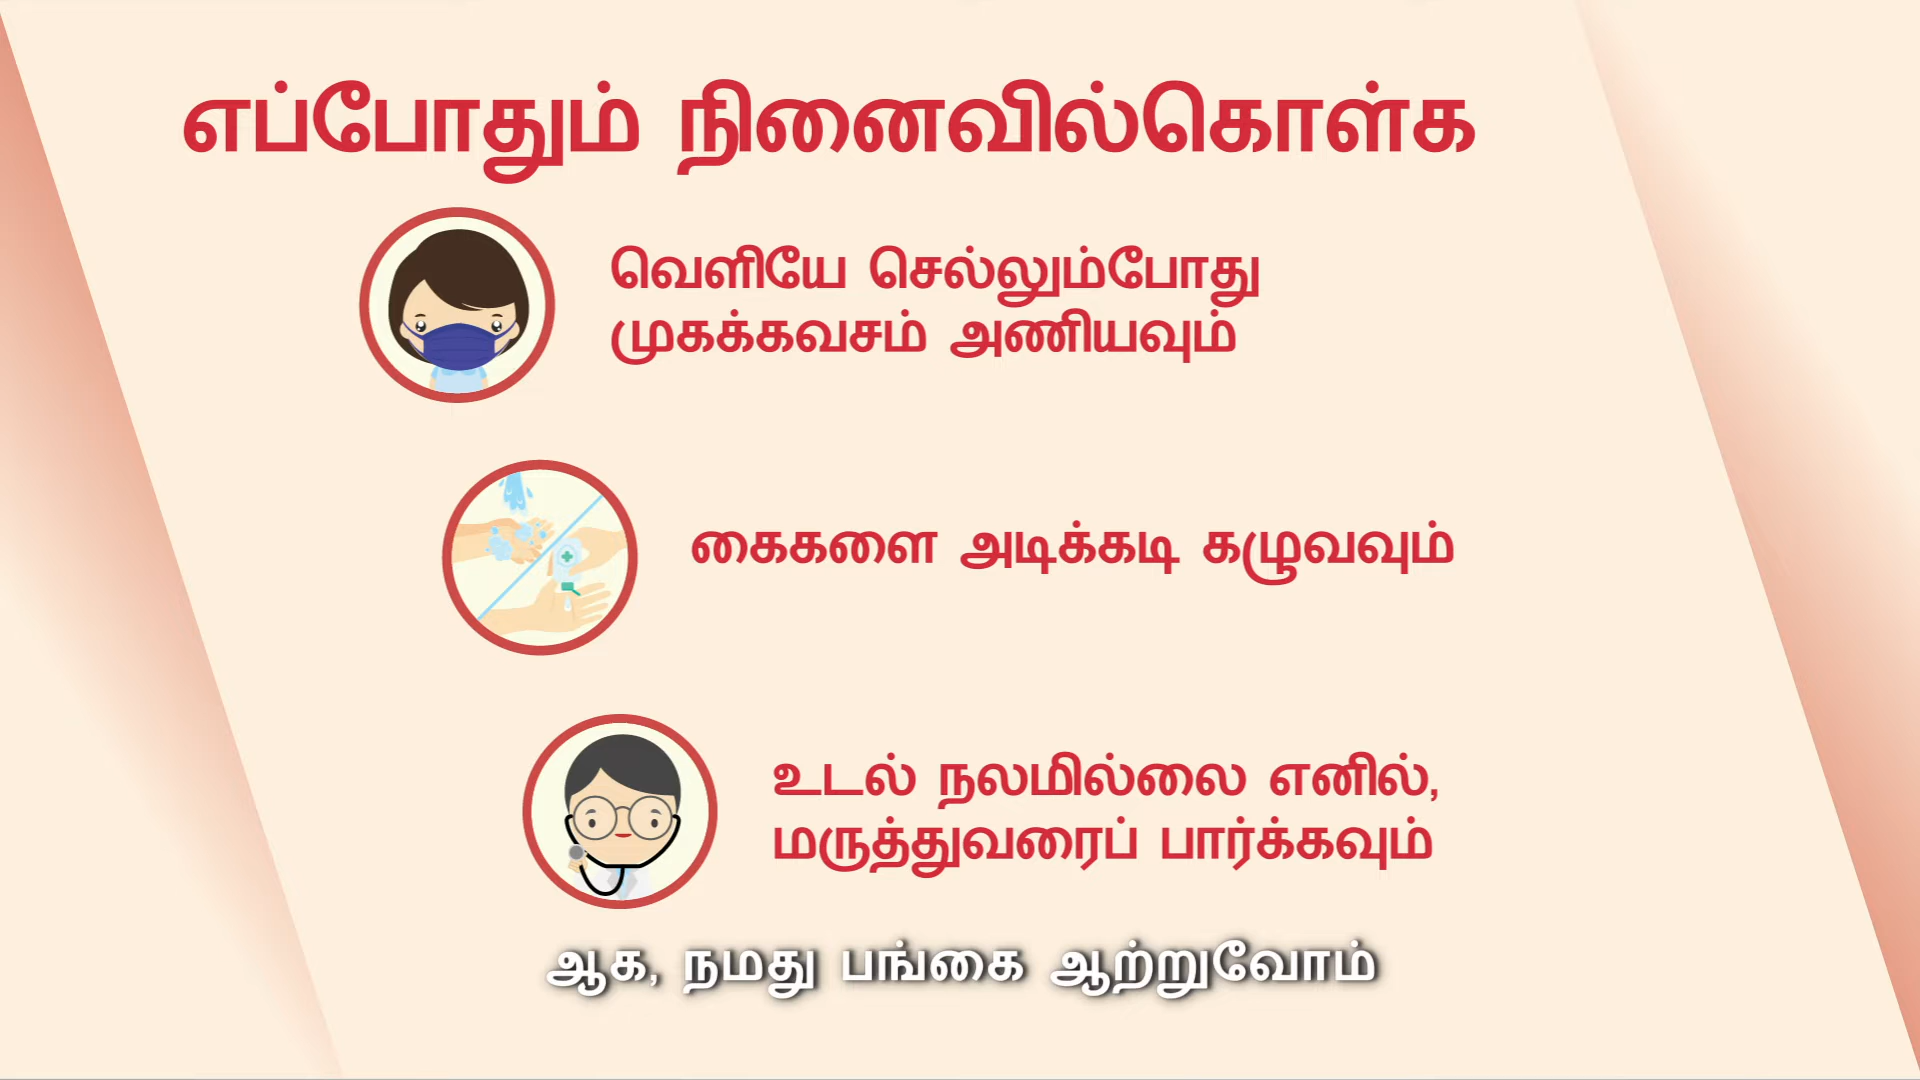 எப்போதும் நினைவில்கொள்க
வெளியே செல்லும்போது
முகக்கவசம் அணியவும்
கைகளை அடிக்கடி கழுவவும்
உடல் நலமில்லை எனில்,
மருத்துவரைப் பார்க்கவும்
ஆக, நமது பங்கை ஆற்றுவோம்